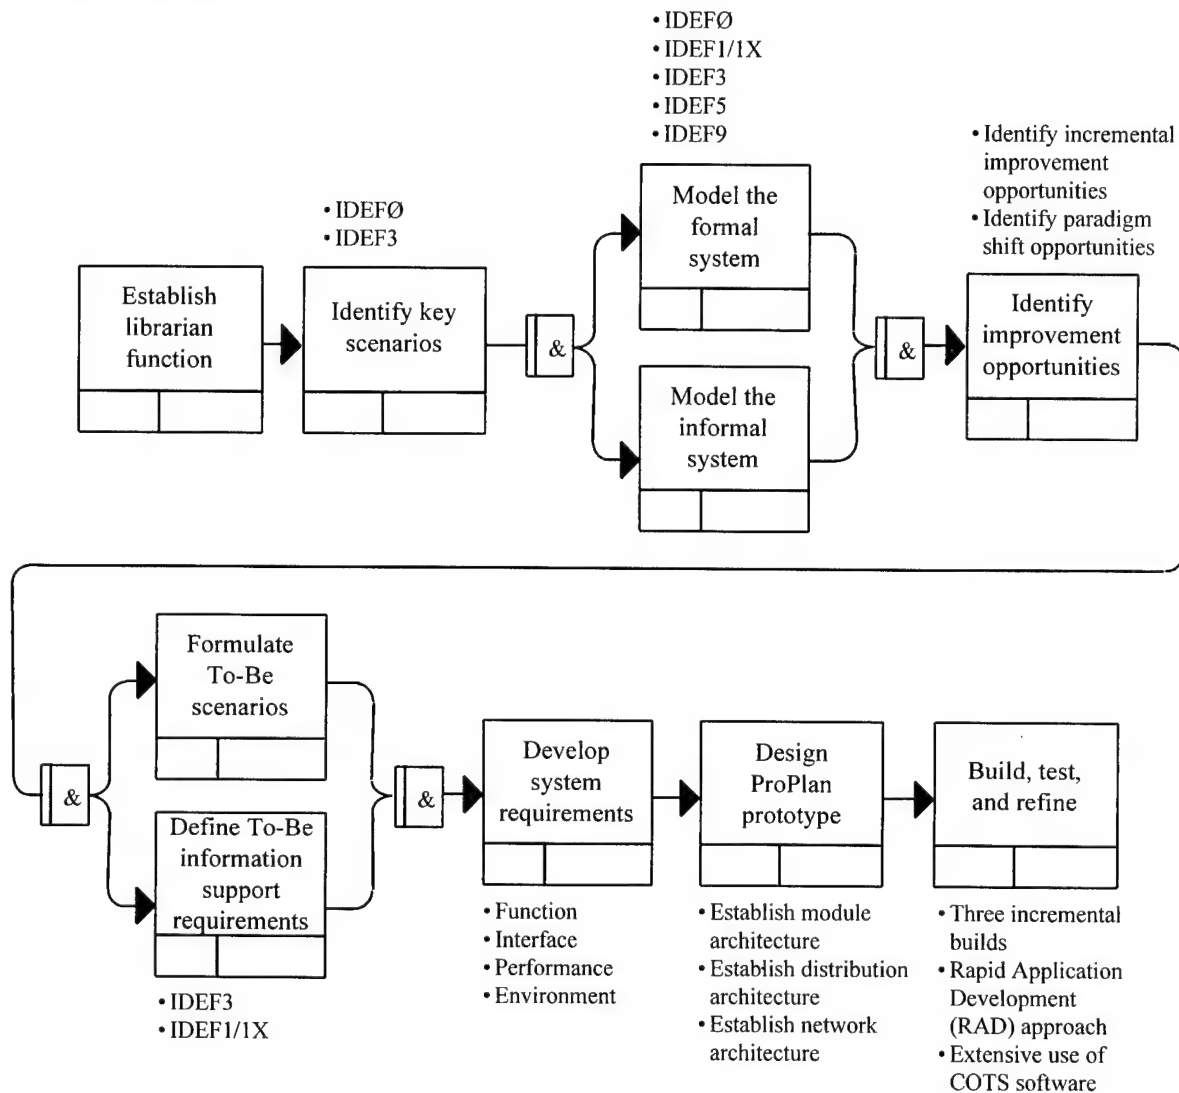 • IDEFØ
• IDEF1/1X
• IDEF3
• IDEF5
• IDEF9
• Identify incremental
improvement
opportunities
• Identify paradigm
shift opportunities
• IDEFØ
• IDEF3
Establish
librarian
function
Identify key
scenarios
&
Model the
formal
system
Model the
informal
system
&
Identify
improvement
opportunities
&
Formulate
To-Be
scenarios
Define To-Be
information
support
requirements
• IDEF3
• IDEF1/1X
&
Develop
system
requirements
• Function
• Interface
• Performance
• Environment
Design
ProPlan
prototype
• Establish module
architecture
• Establish distribution
architecture
• Establish network
architecture
Build, test,
and refine
• Three incremental
builds
• Rapid Application
Development
(RAD) approach
• Extensive use of
COTS software